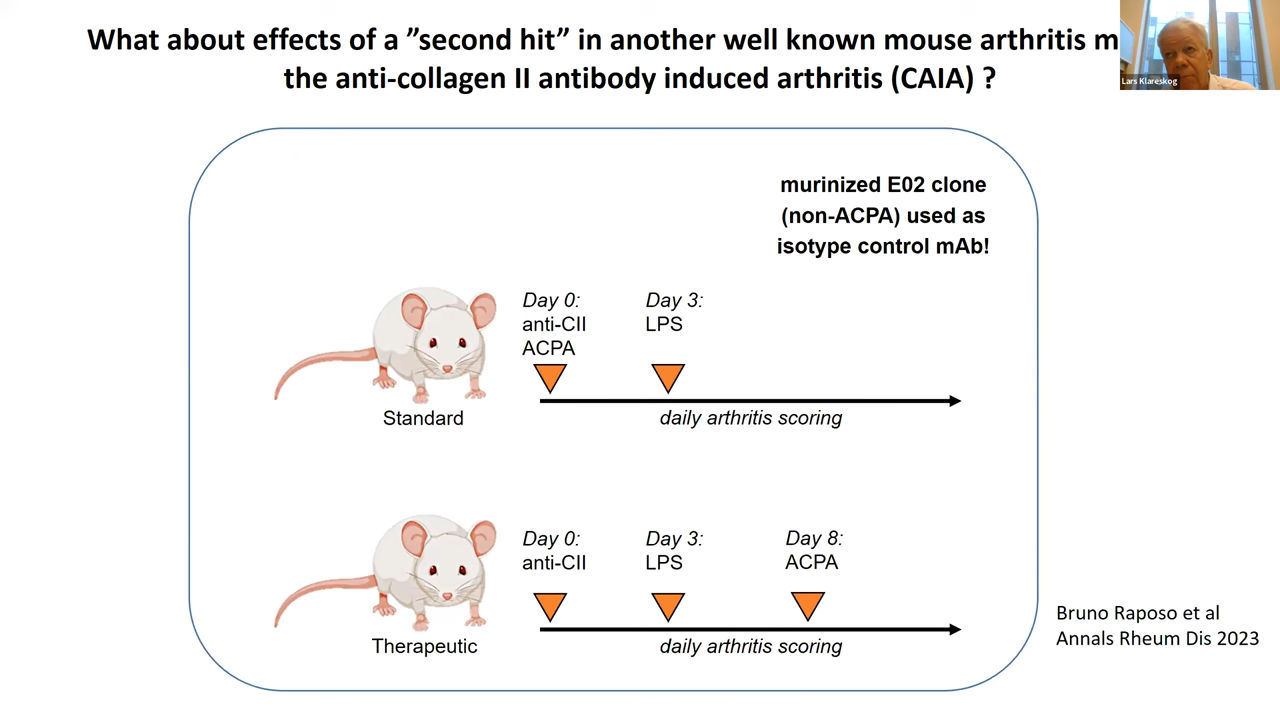 What about effects of a ”second hit” in another well known mouse arthritis m
the anti-collagen II antibody induced arthritis (CAIA) ?
Lars Klareskog
murinized E02 clone
(non-ACPA) used as
isotype control mAb!
Day 0:
anti-CII
ACPA
Day 3:
LPS
Standard
daily arthritis scoring
Day 0:
anti-CII
Day 3:
LPS
Day 8:
ACPA
Therapeutic
daily arthritis scoring
Bruno Raposo et al
Annals Rheum Dis 2023